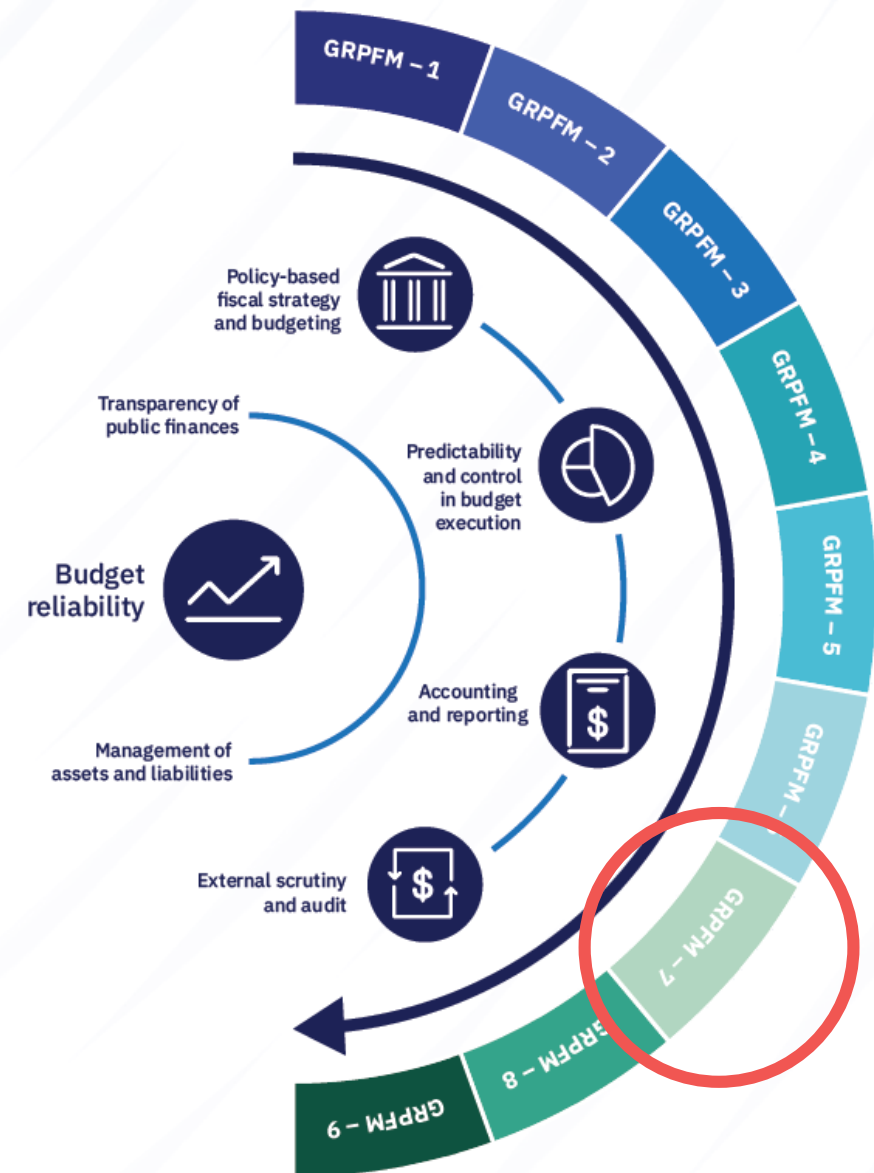 GRPFM – 1
GRPFM – 2
GRPFM – 3
GRPFM – 4
GRPFM – 5
GRPFM –
GRPFM – 7
GRPFM – 8
GRPFM – 9
Policy-based
fiscal strategy
and budgeting
Transparency of
public finances
Predictability
and control
in budget
execution
Budget
reliability
Accounting
and reporting
$
Management of
assets and liabilities
External scrutiny
and audit
$